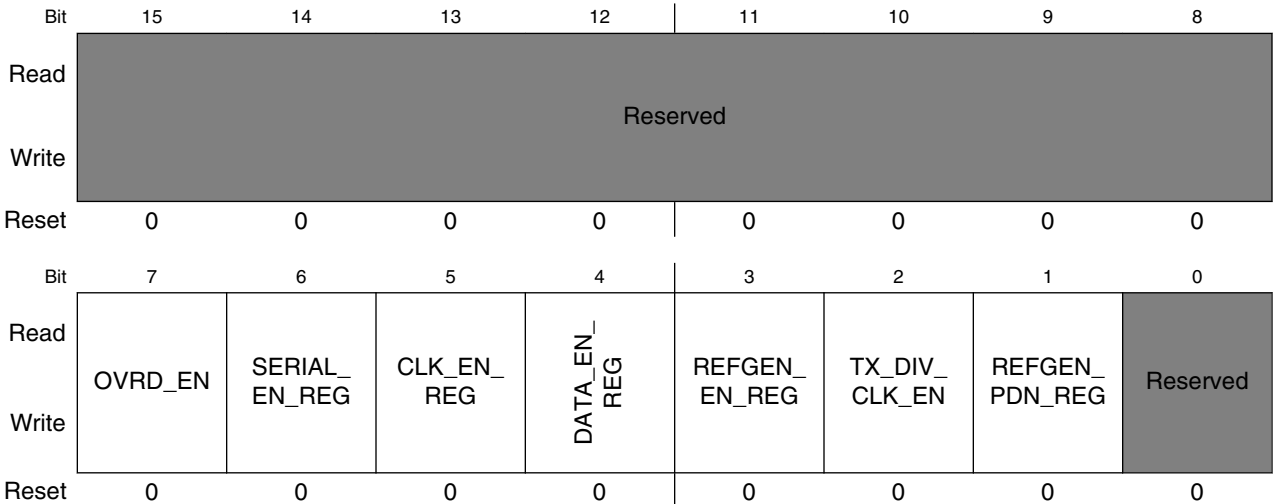 Bit 15 14 13 12 11 10 9 8
Read
Reserved
Write
Reset 0 0 0 0 0 0 0 0
Bit 7 6 5 4 3 2 1 0
Read
OVRD_EN
SERIAL_
EN_REG
CLK_EN_
REG
DATA_EN_
REG
REFGEN_
EN_REG
TX_DIV_
CLK_EN
REFGEN_
PDN_REG
Reserved
Write
Reset 0 0 0 0 0 0 0 0